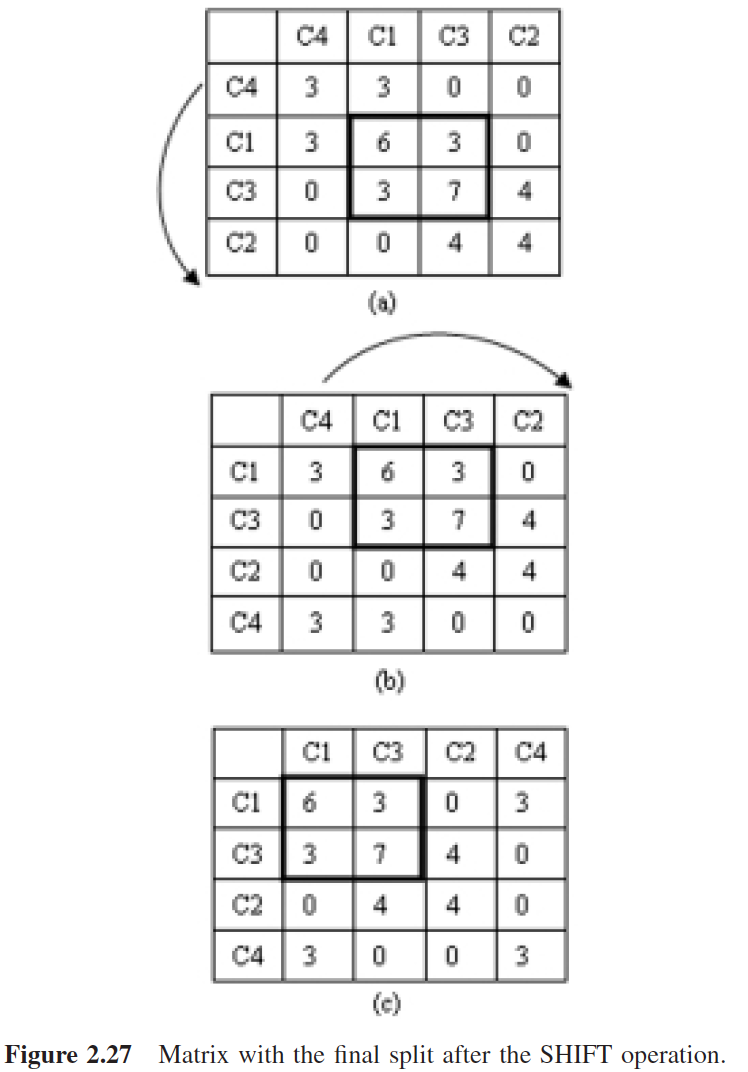 C4 C1 C3 C2
C4 3 3 0 0
C1 3 6 3 0
C3 0 3 7 4
C2 0 0 4 4
(a)
C4 C1 C3 C2
C1 3 6 3 0
C3 0 3 7 4
C2 0 0 4 4
C4 3 3 0 0
(b)
C1 C3 C2 C4
C1 6 3 0 3
C3 3 7 4 0
C2 0 4 4 0
C4 3 0 0 3
(c)
Figure 2.27 Matrix with the final split after the SHIFT operation.